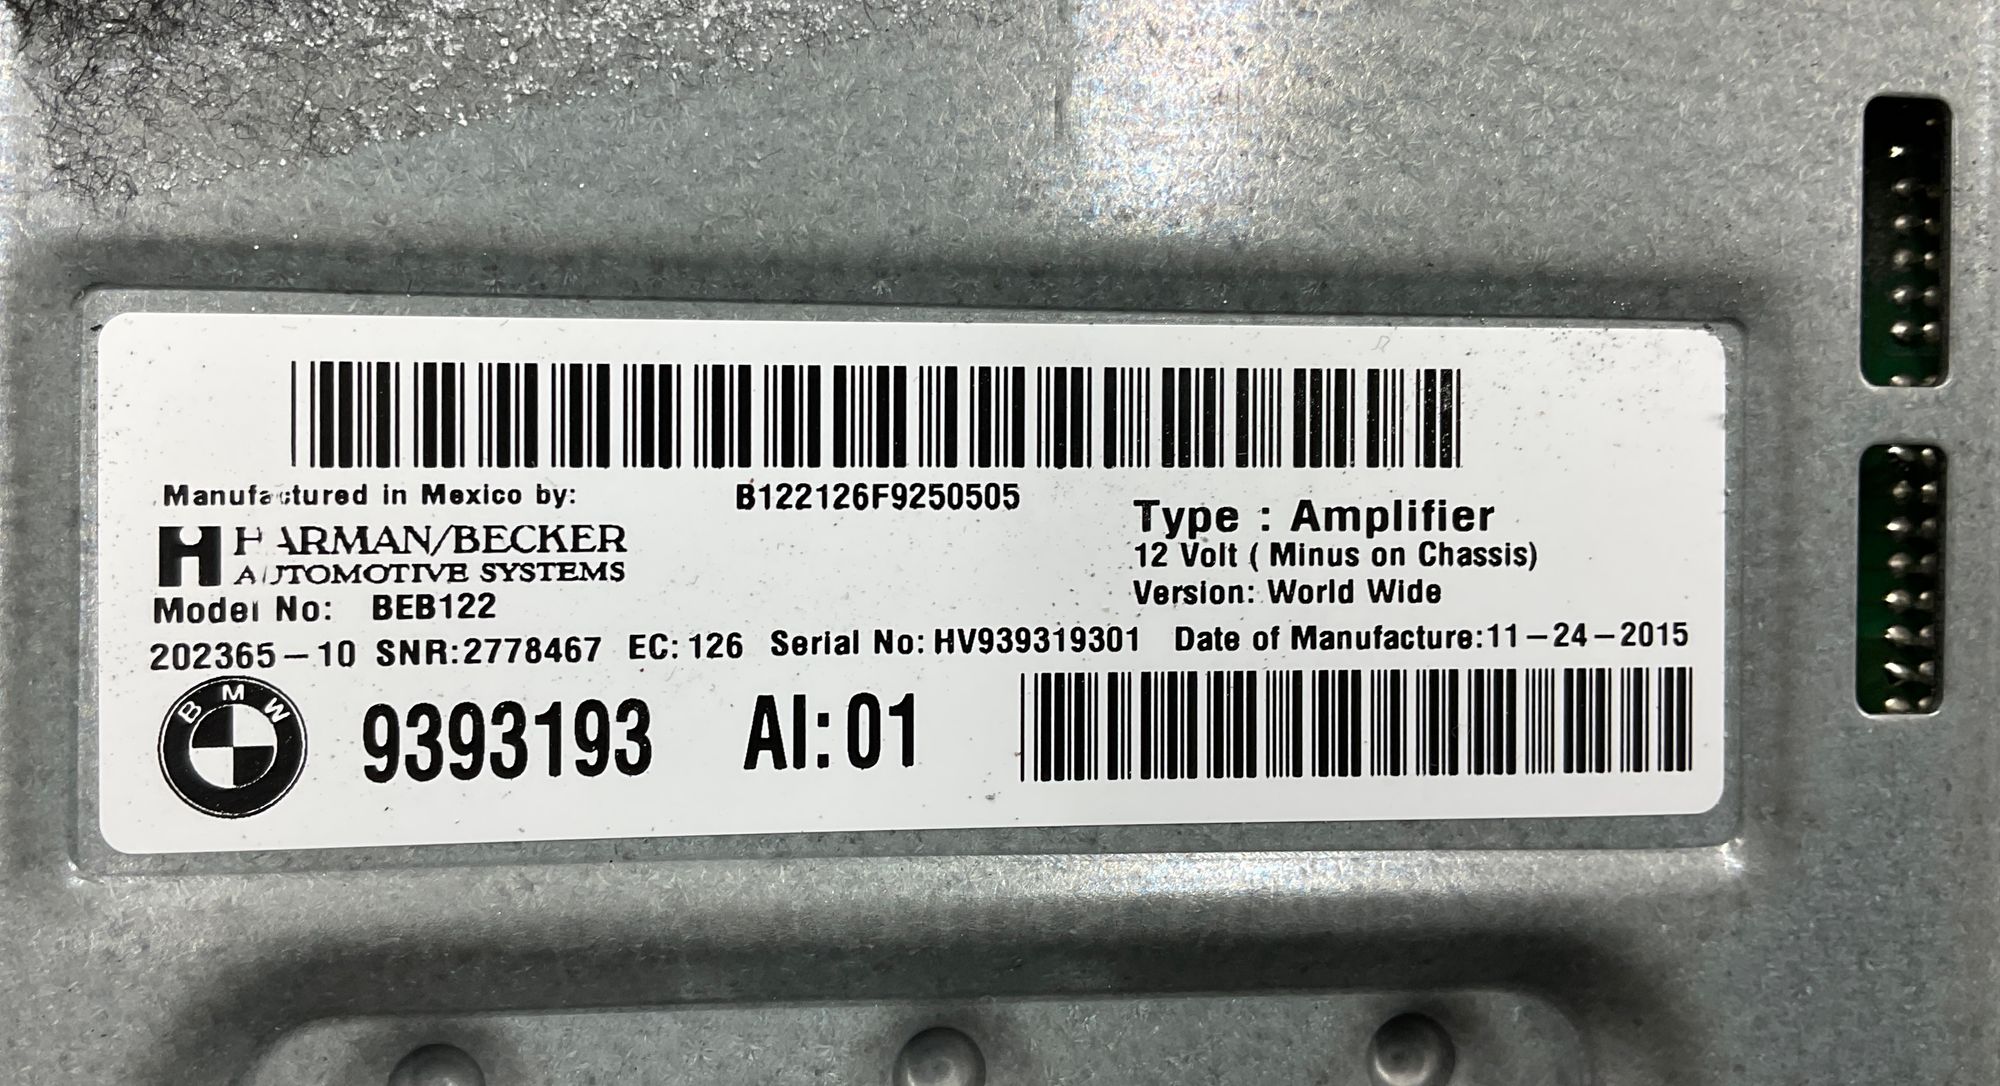 Manufactured in Mexico by:
B122126F9250505
HARMAN/BECKER
AUTOMOTIVE SYSTEMS
Type : Amplifier
12 Volt ( Minus on Chassis)
Version: World Wide
Model No: BEB122
202365-10 SNR:2778467 EC: 126 Serial No: HV939319301 Date of Manufacture:11-24-2015
BMW
9393193 AI:01